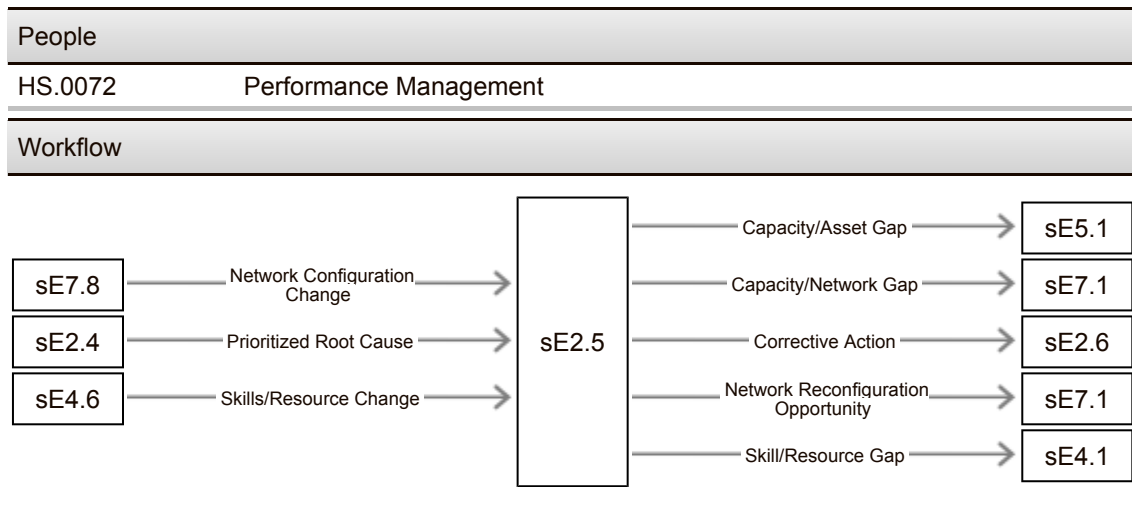 People
HS.0072 Performance Management
Workflow
sE7.8
Network Configuration
Change
sE2.4
Prioritized Root Cause
sE4.6
Skills/Resource Change
sE2.5
Capacity/Asset Gap
sE5.1
Capacity/Network Gap
sE7.1
Corrective Action
sE2.6
Network Reconfiguration
Opportunity
sE7.1
Skill/Resource Gap
sE4.1